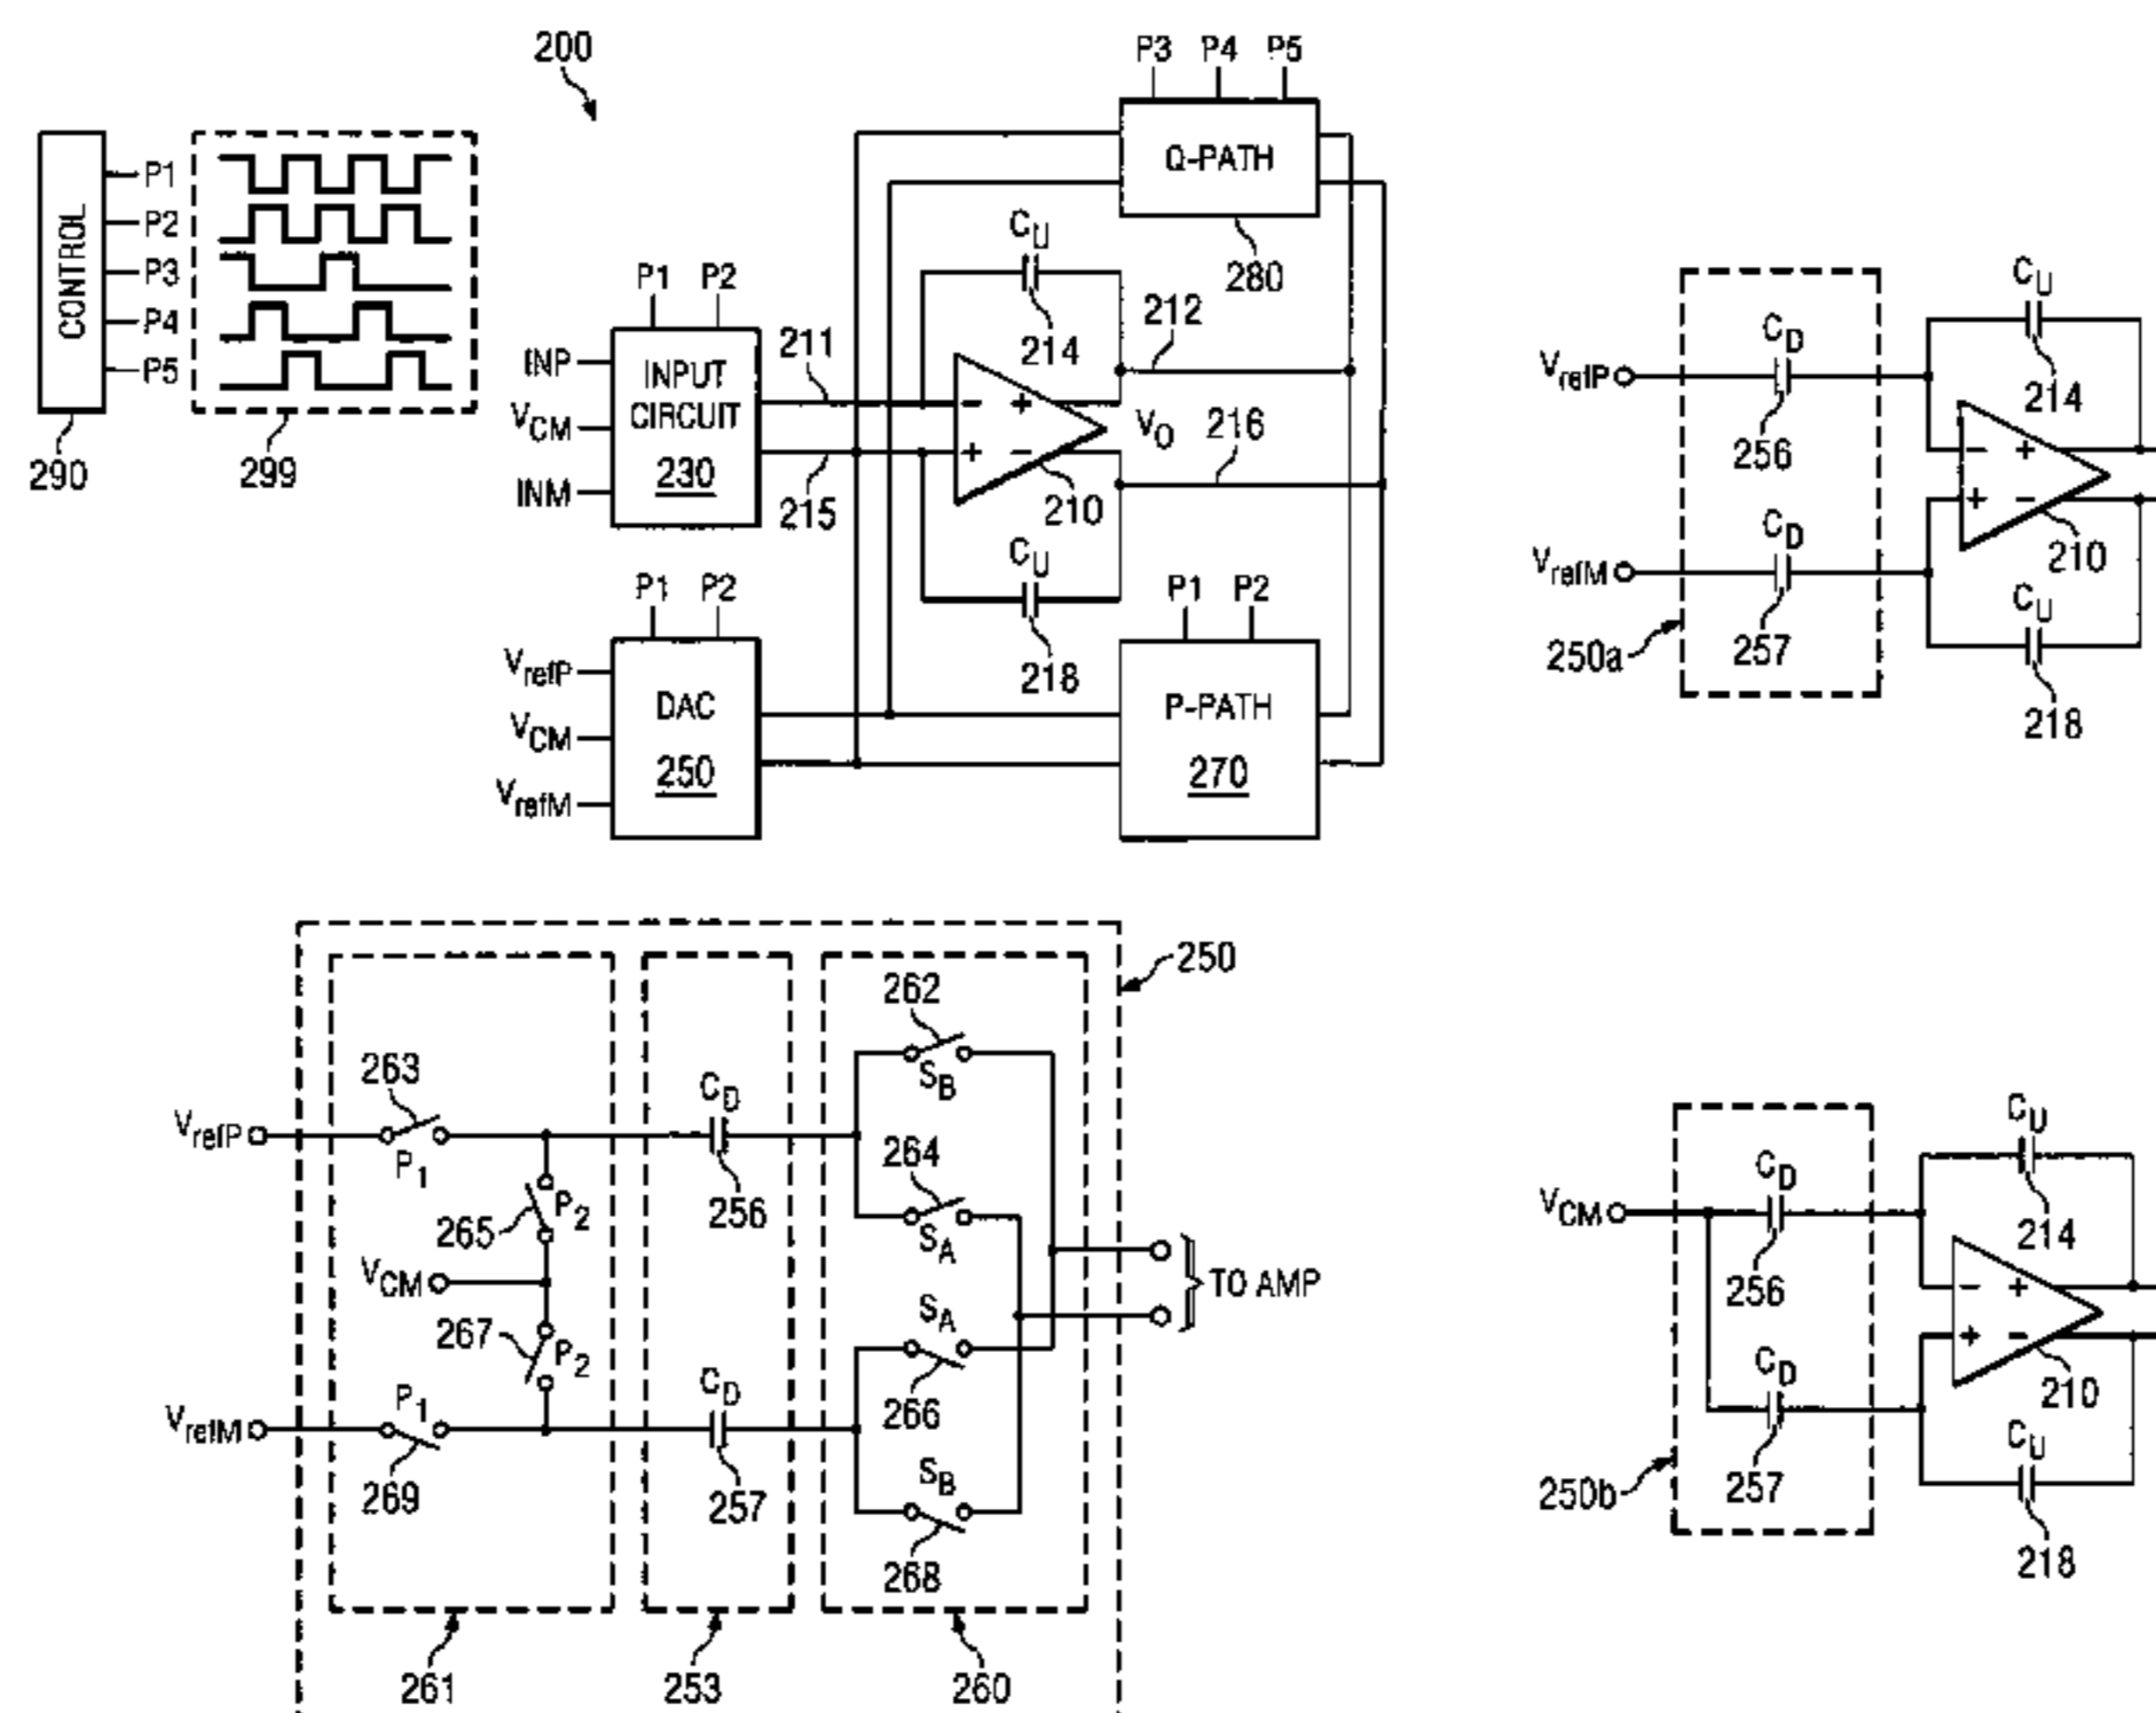 200
P3 P4 P5
Q-PATH
280
CONTROL
P1
P2
P3
P4
P5
290
299
P1 P2
INP
VCM
INM
INPUT
CIRCUIT
230
211
215
CU
214
212
- +
+ -
VO
216
210
CU
218
P1 P2
VrefP
VCM
VrefM
DAC
250
P1 P2
P-PATH
270
VrefP
VrefM
CD
256
CD
257
250a
CU
214
- +
+ -
210
CU
218
250
VrefP
263
P1
265
P2
VCM
267
P2
VrefM
P1
269
CD
256
CD
257
262
SB
264
SA
SA
266
SB
268
TO AMP
261
253
260
VCM
CD
256
CD
257
250b
CU
214
- +
+ -
210
CU
218